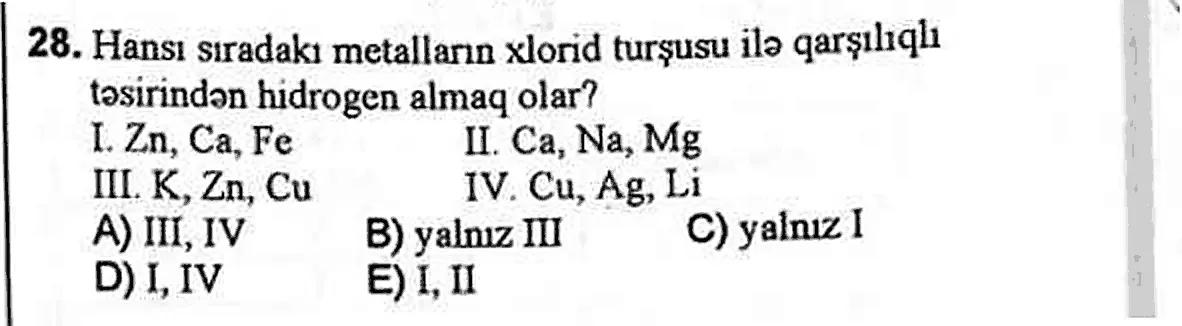 28. Hansı sıradakı metalların xlorid turşusu ilə qarşılıqlı
təsirindən hidrogen almaq olar?
I. Zn, Ca, Fe II. Ca, Na, Mg
III. K, Zn, Cu IV. Cu, Ag, Li
A) III, IV B) yalnız III C) yalnız I
D) I, IV E) I, II